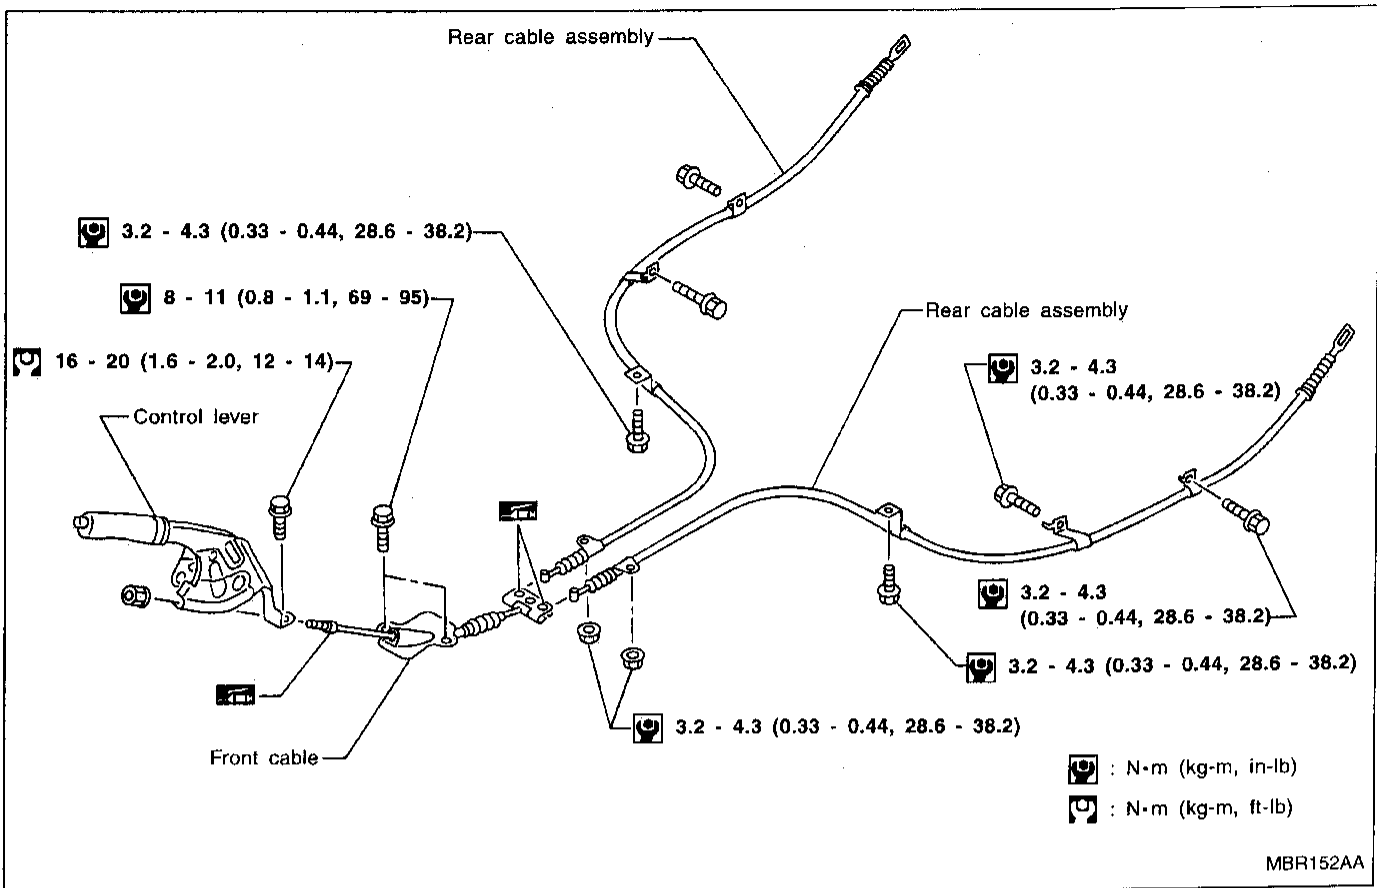 Rear cable assembly
3.2 - 4.3 (0.33 - 0.44, 28.6 - 38.2)
8 - 11 (0.8 - 1.1, 69 - 95)
16 - 20 (1.6 - 2.0, 12 - 14)
Control lever
Rear cable assembly
3.2 - 4.3
(0.33 - 0.44, 28.6 - 38.2)
3.2 - 4.3
(0.33 - 0.44, 28.6 - 38.2)
3.2 - 4.3 (0.33 - 0.44, 28.6 - 38.2)
3.2 - 4.3 (0.33 - 0.44, 28.6 - 38.2)
Front cable
: N•m (kg-m, in-lb)
: N•m (kg-m, ft-lb)
MBR152AA